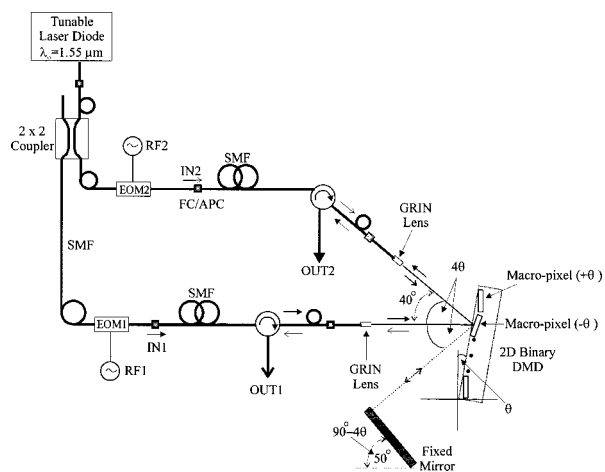 Tunable
Laser Diode
λ₀=1.55 μm
2 x 2
Coupler
RF2
SMF
IN2
EOM2
FC/APC
GRIN
Lens
OUT2
SMF
4θ
40°
Macro-pixel (+θ)
SMF
Macro-pixel (-θ)
EOM1
IN1
2D Binary
DMD
RF1
OUT1
GRIN
Lens
θ
90°-4θ
50°
Fixed
Mirror